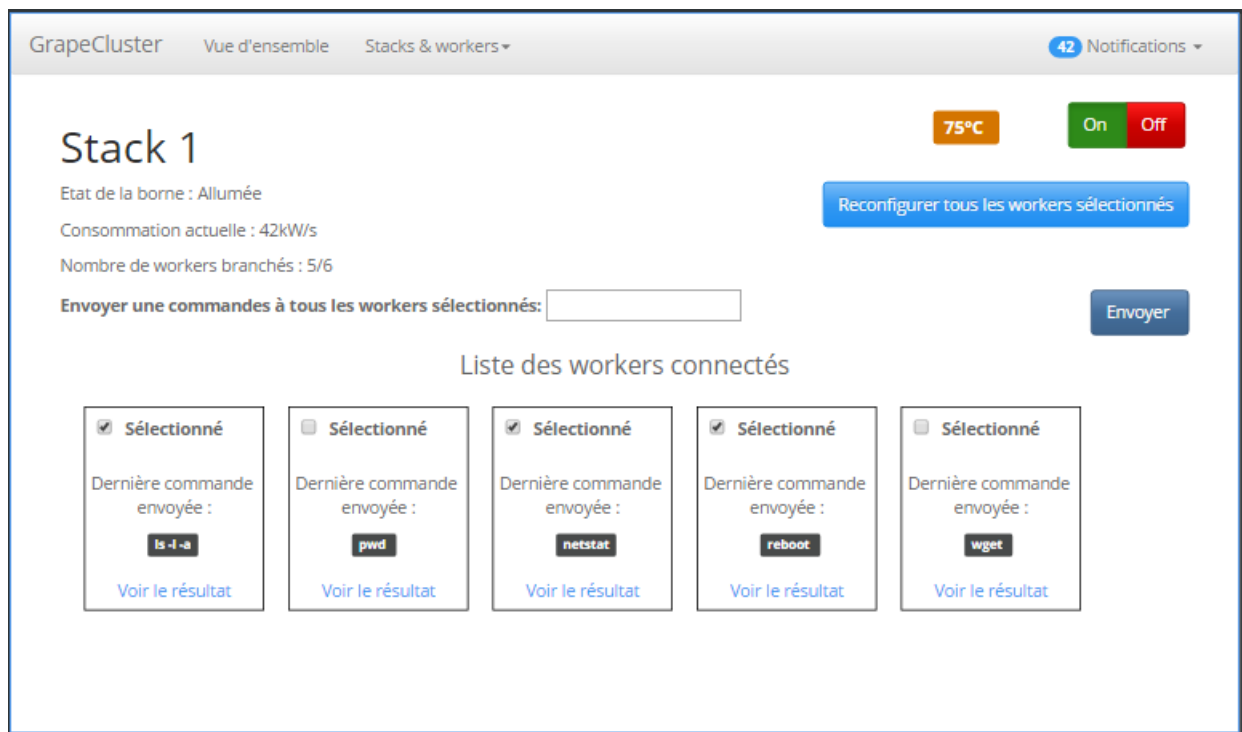 GrapeCluster Vue d'ensemble Stacks & workers 42 Notifications
75°C On Off
Stack 1
Etat de la borne : Allumée
Reconfigurer tous les workers sélectionnés
Consommation actuelle : 42kW/s
Nombre de workers branchés : 5/6
Envoyer une commandes à tous les workers sélectionnés: Envoyer
Liste des workers connectés
Sélectionné Sélectionné Sélectionné Sélectionné Sélectionné
Dernière commande Dernière commande Dernière commande Dernière commande Dernière commande
envoyée : envoyée : envoyée : envoyée : envoyée :
ls -l -a pwd netstat reboot wget
Voir le résultat Voir le résultat Voir le résultat Voir le résultat Voir le résultat